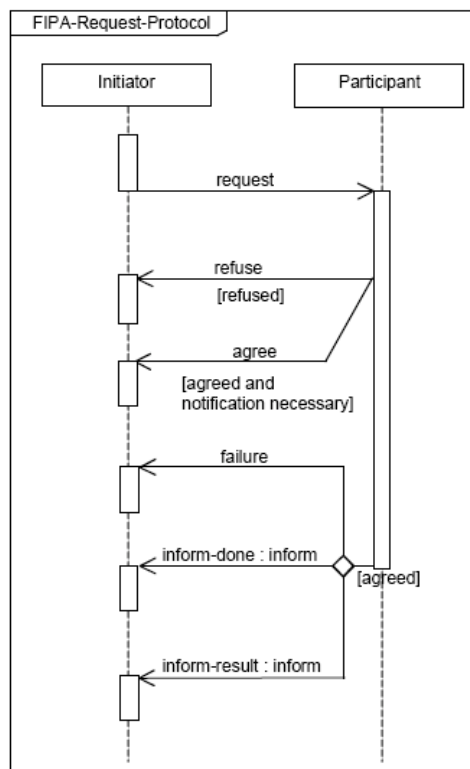 FIPA-Request-Protocol
Initiator
Participant
request
refuse
[refused]
agree
[agreed and
notification necessary]
failure
inform-done : inform
[agreed]
inform-result : inform